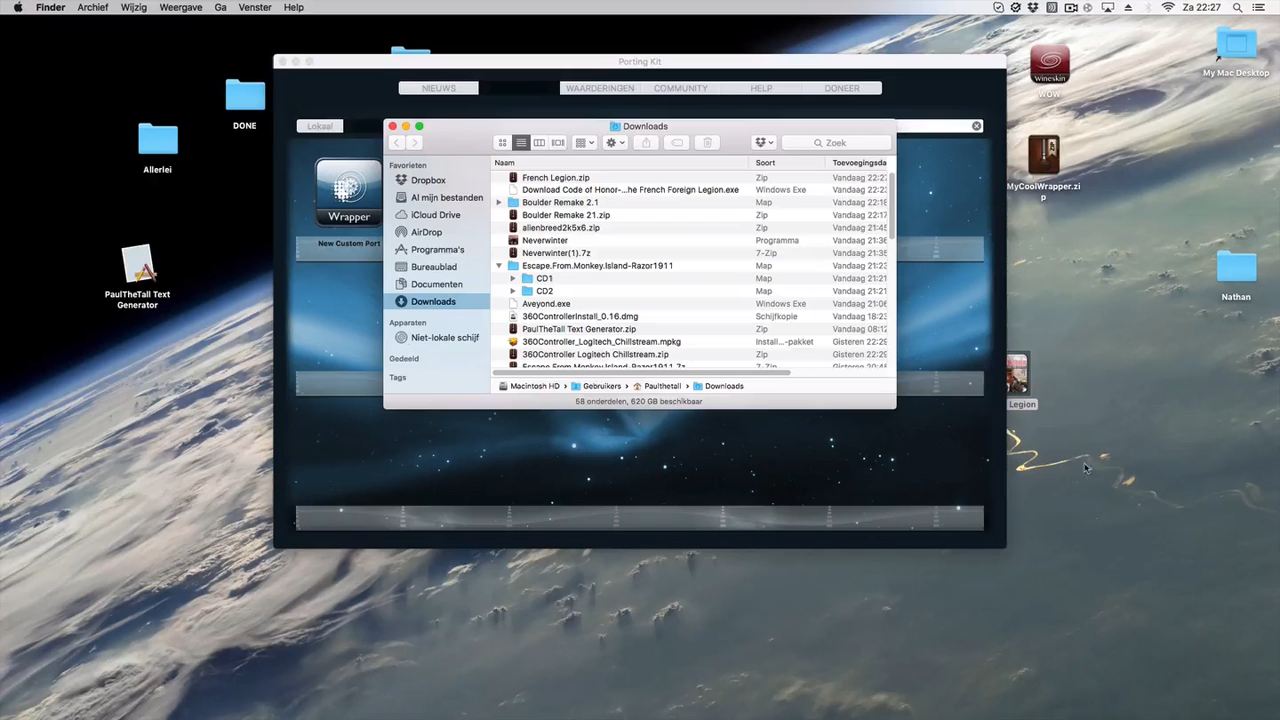 Finder Archief Wijzig Weergave Ga Venster Help Za 22:27
Porting Kit
NIEUWS WAARDERINGEN COMMUNITY HELP DONEER
Lokaal
Wrapper
New Custom Port
Downloads
Zoek
Favorieten
Dropbox
Al mijn bestanden
iCloud Drive
AirDrop
Programma's
Bureaublad
Documenten
Downloads
Apparaten
Niet-lokale schijf
Gedeeld
Tags
Naam Soort Toevoegingsda
French Legion.zip Zip Vandaag 22:27
Download Code of Honor-...he French Foreign Legion.exe Windows Exe Vandaag 22:21
Boulder Remake 2.1 Map Vandaag 22:1
Boulder Remake 21.zip Zip Vandaag 22:17
alienbreed2k5x6.zip Zip Vandaag 21:45
Neverwinter Programma Vandaag 21:36
Neverwinter(1).7z 7-Zip Vandaag 21:36
Escape.From.Monkey.Island-Razor1911 Map Vandaag 21:23
CD1 Map Vandaag 21:2
CD2 Map Vandaag 21:2
Aveyond.exe Windows Exe Vandaag 21:06
360ControllerInstall_0.16.dmg Schijfkopie Vandaag 18:23
PaulTheTall Text Generator.zip Zip Vandaag 08:12
360Controller_Logitech_Chillstream.mpkg Install...-pakket Gisteren 22:29
360Controller Logitech Chillstream.zip Zip Gisteren 22:29
Escape From Monkey Island-Razor1911.7z 7-Zip Gisteren 20:45
Macintosh HD Gebruikers Paulthetall Downloads
58 onderdelen, 620 GB beschikbaar
DONE
Allerlei
PaulTheTall Text
Generator
Wineskin
WOW
MyCoolWrapper.zi
p
My Mac Desktop
Nathan
Legion